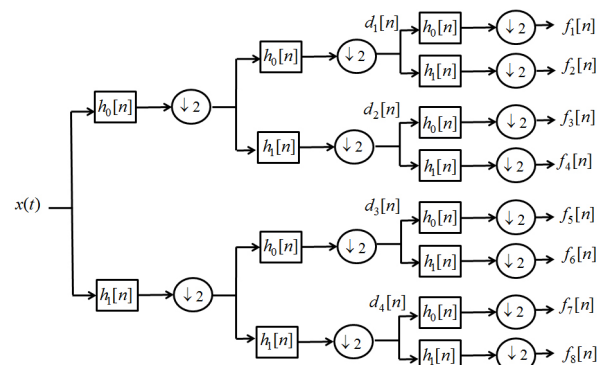 h₀[n] ↓2 f₁[n]
d₁[n]
h₀[n] ↓2
h₁[n] ↓2 f₂[n]
h₀[n] ↓2
d₂[n]
h₀[n] ↓2 f₃[n]
h₁[n] ↓2
h₁[n] ↓2 f₄[n]
x(t)
d₃[n]
h₀[n] ↓2 f₅[n]
h₀[n] ↓2
h₁[n] ↓2 f₆[n]
h₁[n] ↓2
d₄[n]
h₀[n] ↓2 f₇[n]
h₁[n] ↓2
h₁[n] ↓2 f₈[n]